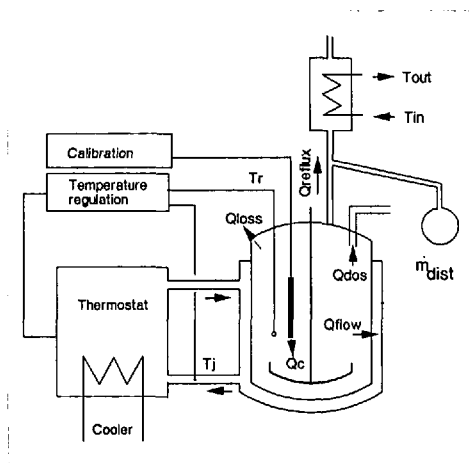 Tout
Tin
Calibration
Qreflux
Temperature
regulation
Tr
Qloss
Qdos
ṁdist
Thermostat
Qflow
Tj
Qc
Cooler